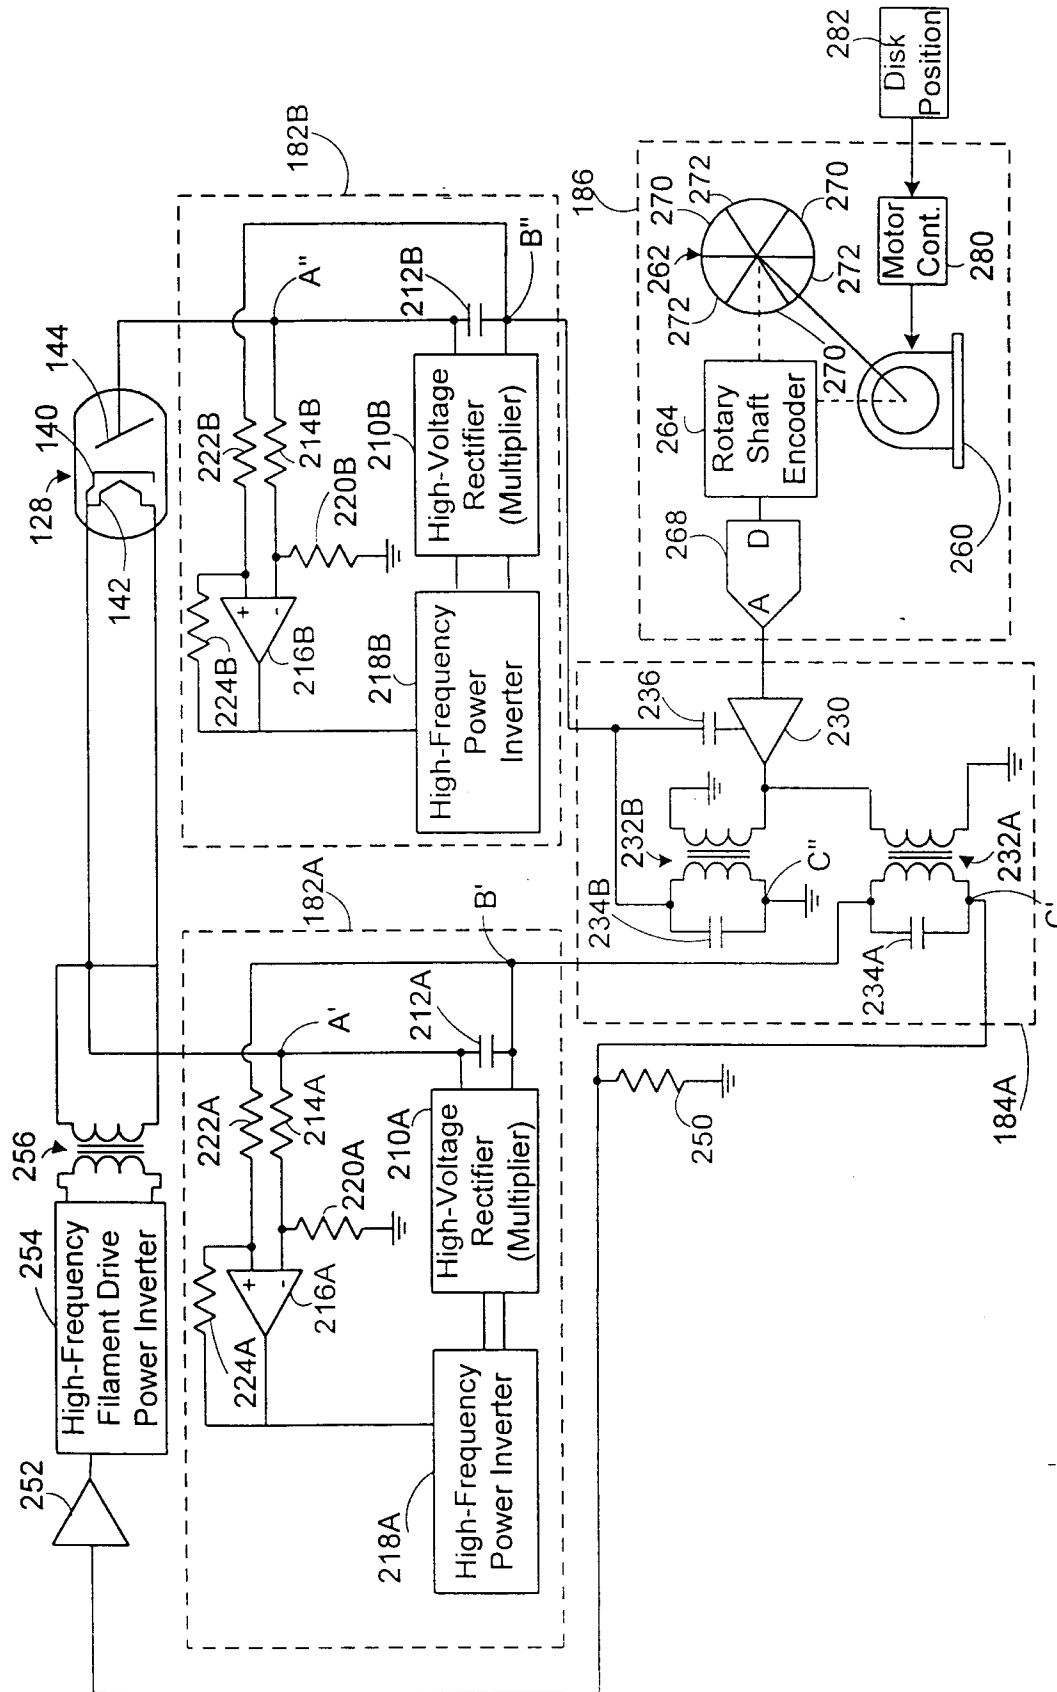 282
Disk
Position
182B
186
144
140
128
142
A"
212B
B"
222B
214B
220B
210B
High-Voltage
Rectifier
(Multiplier)
224B
216B
218B
High-Frequency
Power
Inverter
262
270
272
270
272
270
272
Motor
Cont.
280
264
Rotary
Shaft
Encoder
268
D
A
260
+
-
236
230
232B
C"
234B
232A
C'
234A
184A
250
182A
B'
A'
212A
222A
214A
220A
210A
High-Voltage
Rectifier
(Multiplier)
+
-
216A
224A
218A
High-Frequency
Power Inverter
256
254
High-Frequency
Filament Drive
Power Inverter
252